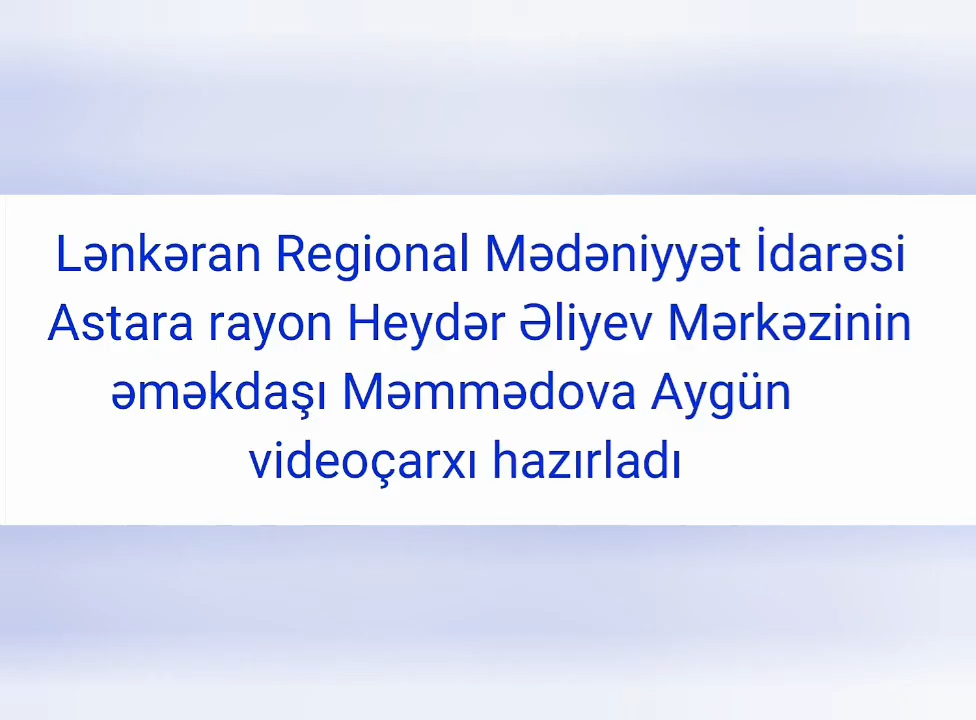 Lənkəran Regional Mədəniyyət İdarəsi
Astara rayon Heydər Əliyev Mərkəzinin
əməkdaşı Məmmədova Aygün
videoçarxı hazırladı